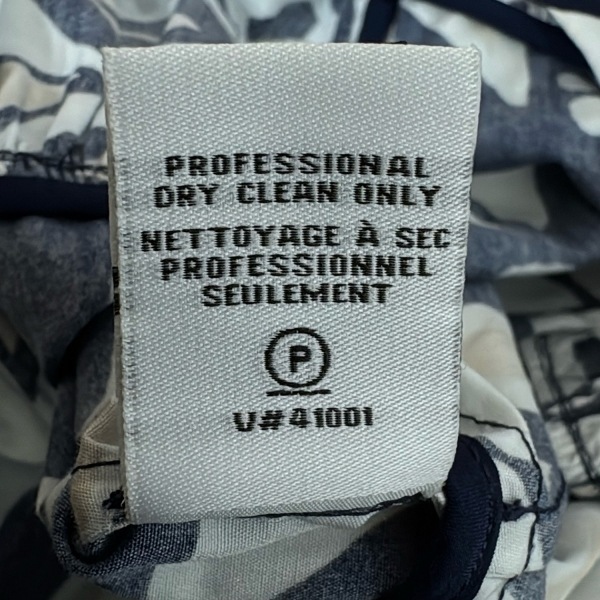 PROFESSIONAL
DRY CLEAN ONLY
NETTOYAGE À SEC
PROFESSIONNEL
SEULEMENT
P
V#41001